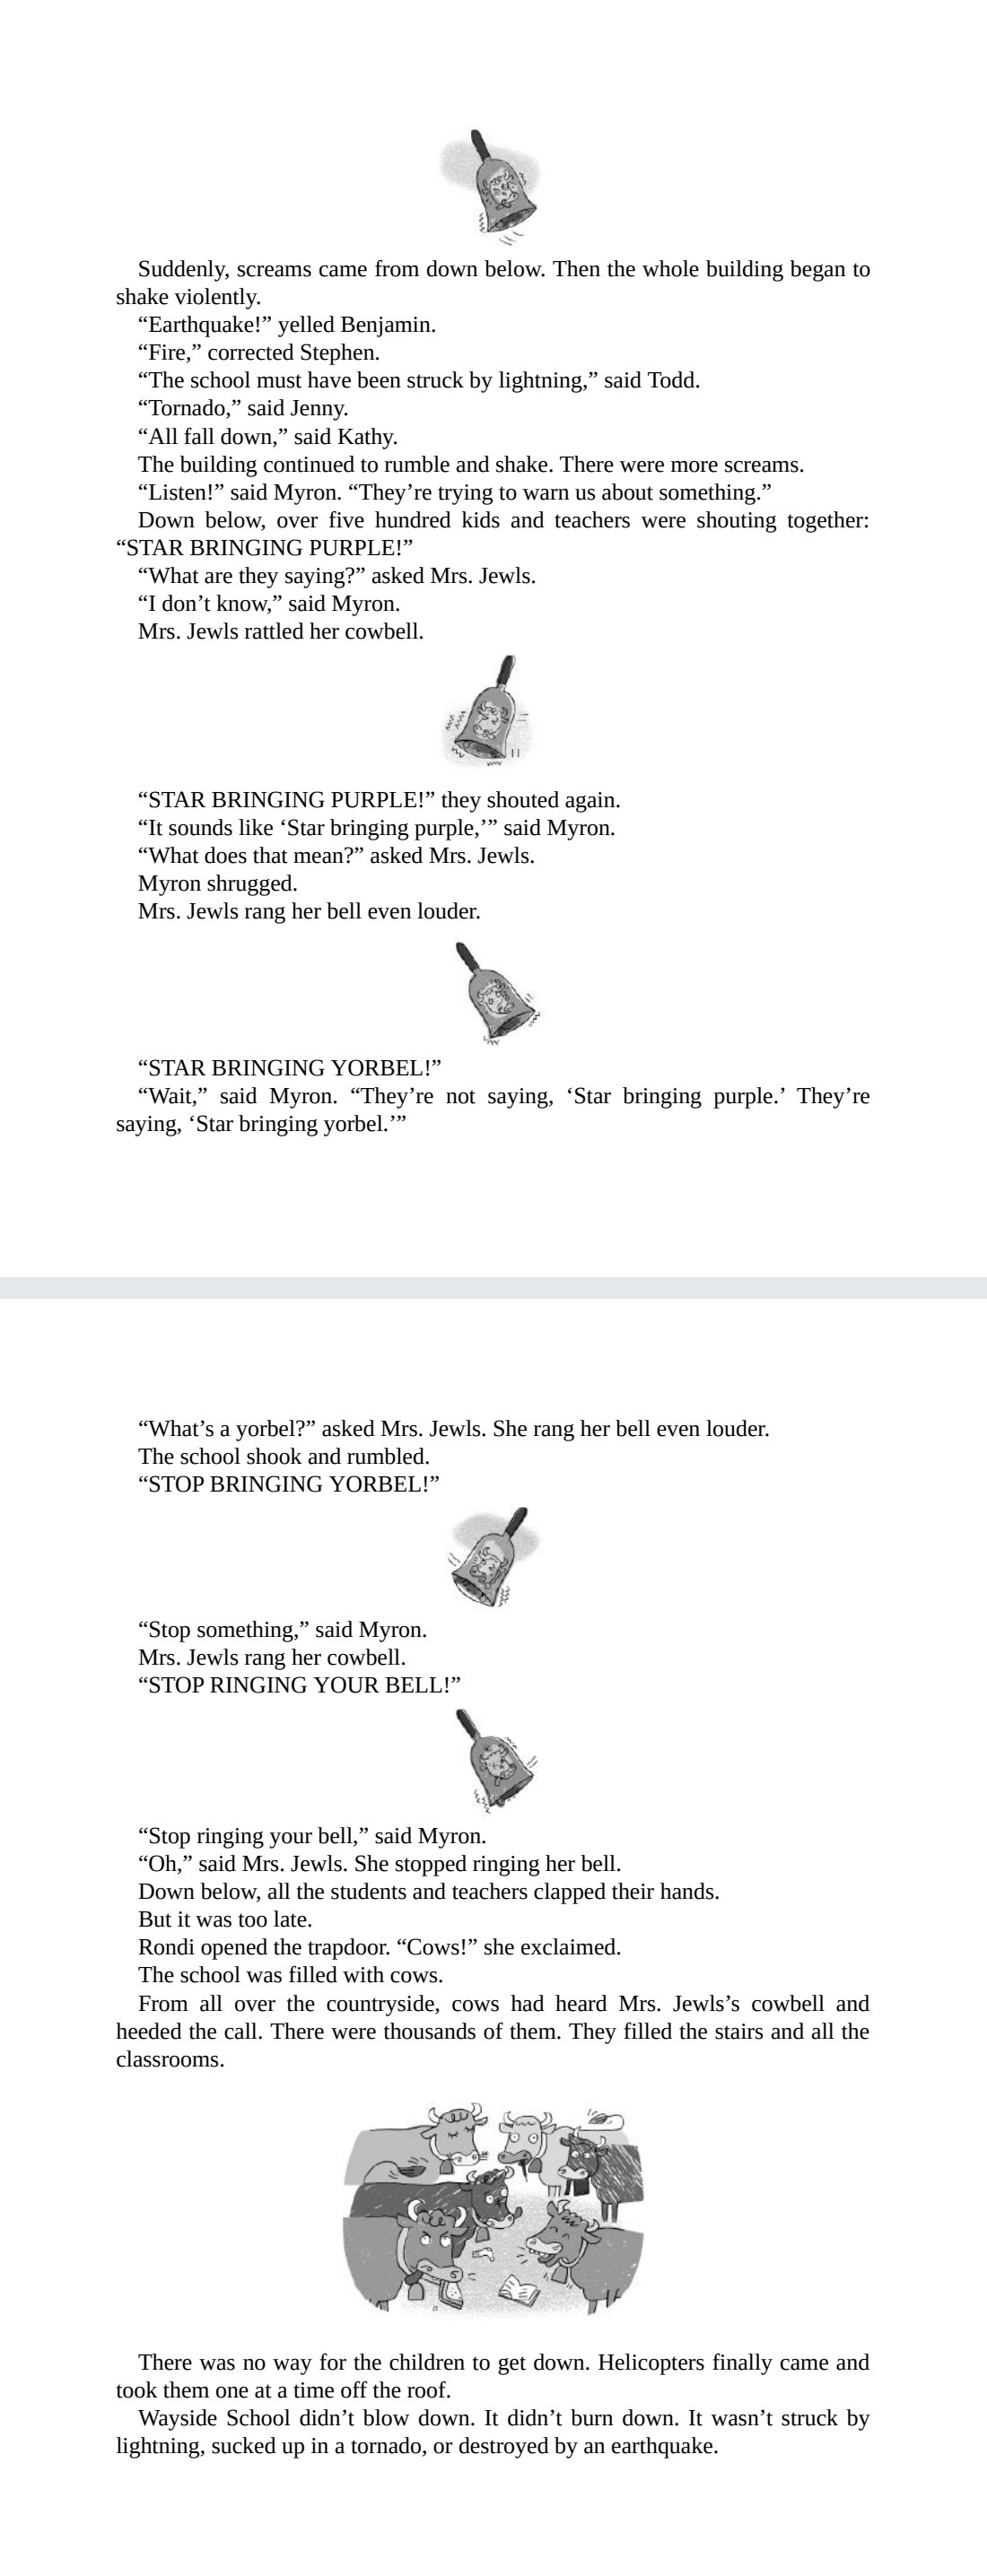 Suddenly, screams came from down below. Then the whole building began to
shake violently.
“Earthquake!” yelled Benjamin.
“Fire,” corrected Stephen.
“The school must have been struck by lightning,” said Todd.
“Tornado,” said Jenny.
“All fall down,” said Kathy.
The building continued to rumble and shake. There were more screams.
“Listen!” said Myron. “They’re trying to warn us about something.”
Down below, over five hundred kids and teachers were shouting together:
“STAR BRINGING PURPLE!”
“What are they saying?” asked Mrs. Jewls.
“I don’t know,” said Myron.
Mrs. Jewls rattled her cowbell.
“STAR BRINGING PURPLE!” they shouted again.
“It sounds like ‘Star bringing purple,’” said Myron.
“What does that mean?” asked Mrs. Jewls.
Myron shrugged.
Mrs. Jewls rang her bell even louder.
“STAR BRINGING YORBEL!”
“Wait,” said Myron. “They’re not saying, ‘Star bringing purple.’ They’re
saying, ‘Star bringing yorbel.’”
“What’s a yorbel?” asked Mrs. Jewls. She rang her bell even louder.
The school shook and rumbled.
“STOP BRINGING YORBEL!”
“Stop something,” said Myron.
Mrs. Jewls rang her cowbell.
“STOP RINGING YOUR BELL!”
“Stop ringing your bell,” said Myron.
“Oh,” said Mrs. Jewls. She stopped ringing her bell.
Down below, all the students and teachers clapped their hands.
But it was too late.
Rondi opened the trapdoor. “Cows!” she exclaimed.
The school was filled with cows.
From all over the countryside, cows had heard Mrs. Jewls’s cowbell and
heeded the call. There were thousands of them. They filled the stairs and all the
classrooms.
There was no way for the children to get down. Helicopters finally came and
took them one at a time off the roof.
Wayside School didn’t blow down. It didn’t burn down. It wasn’t struck by
lightning, sucked up in a tornado, or destroyed by an earthquake.